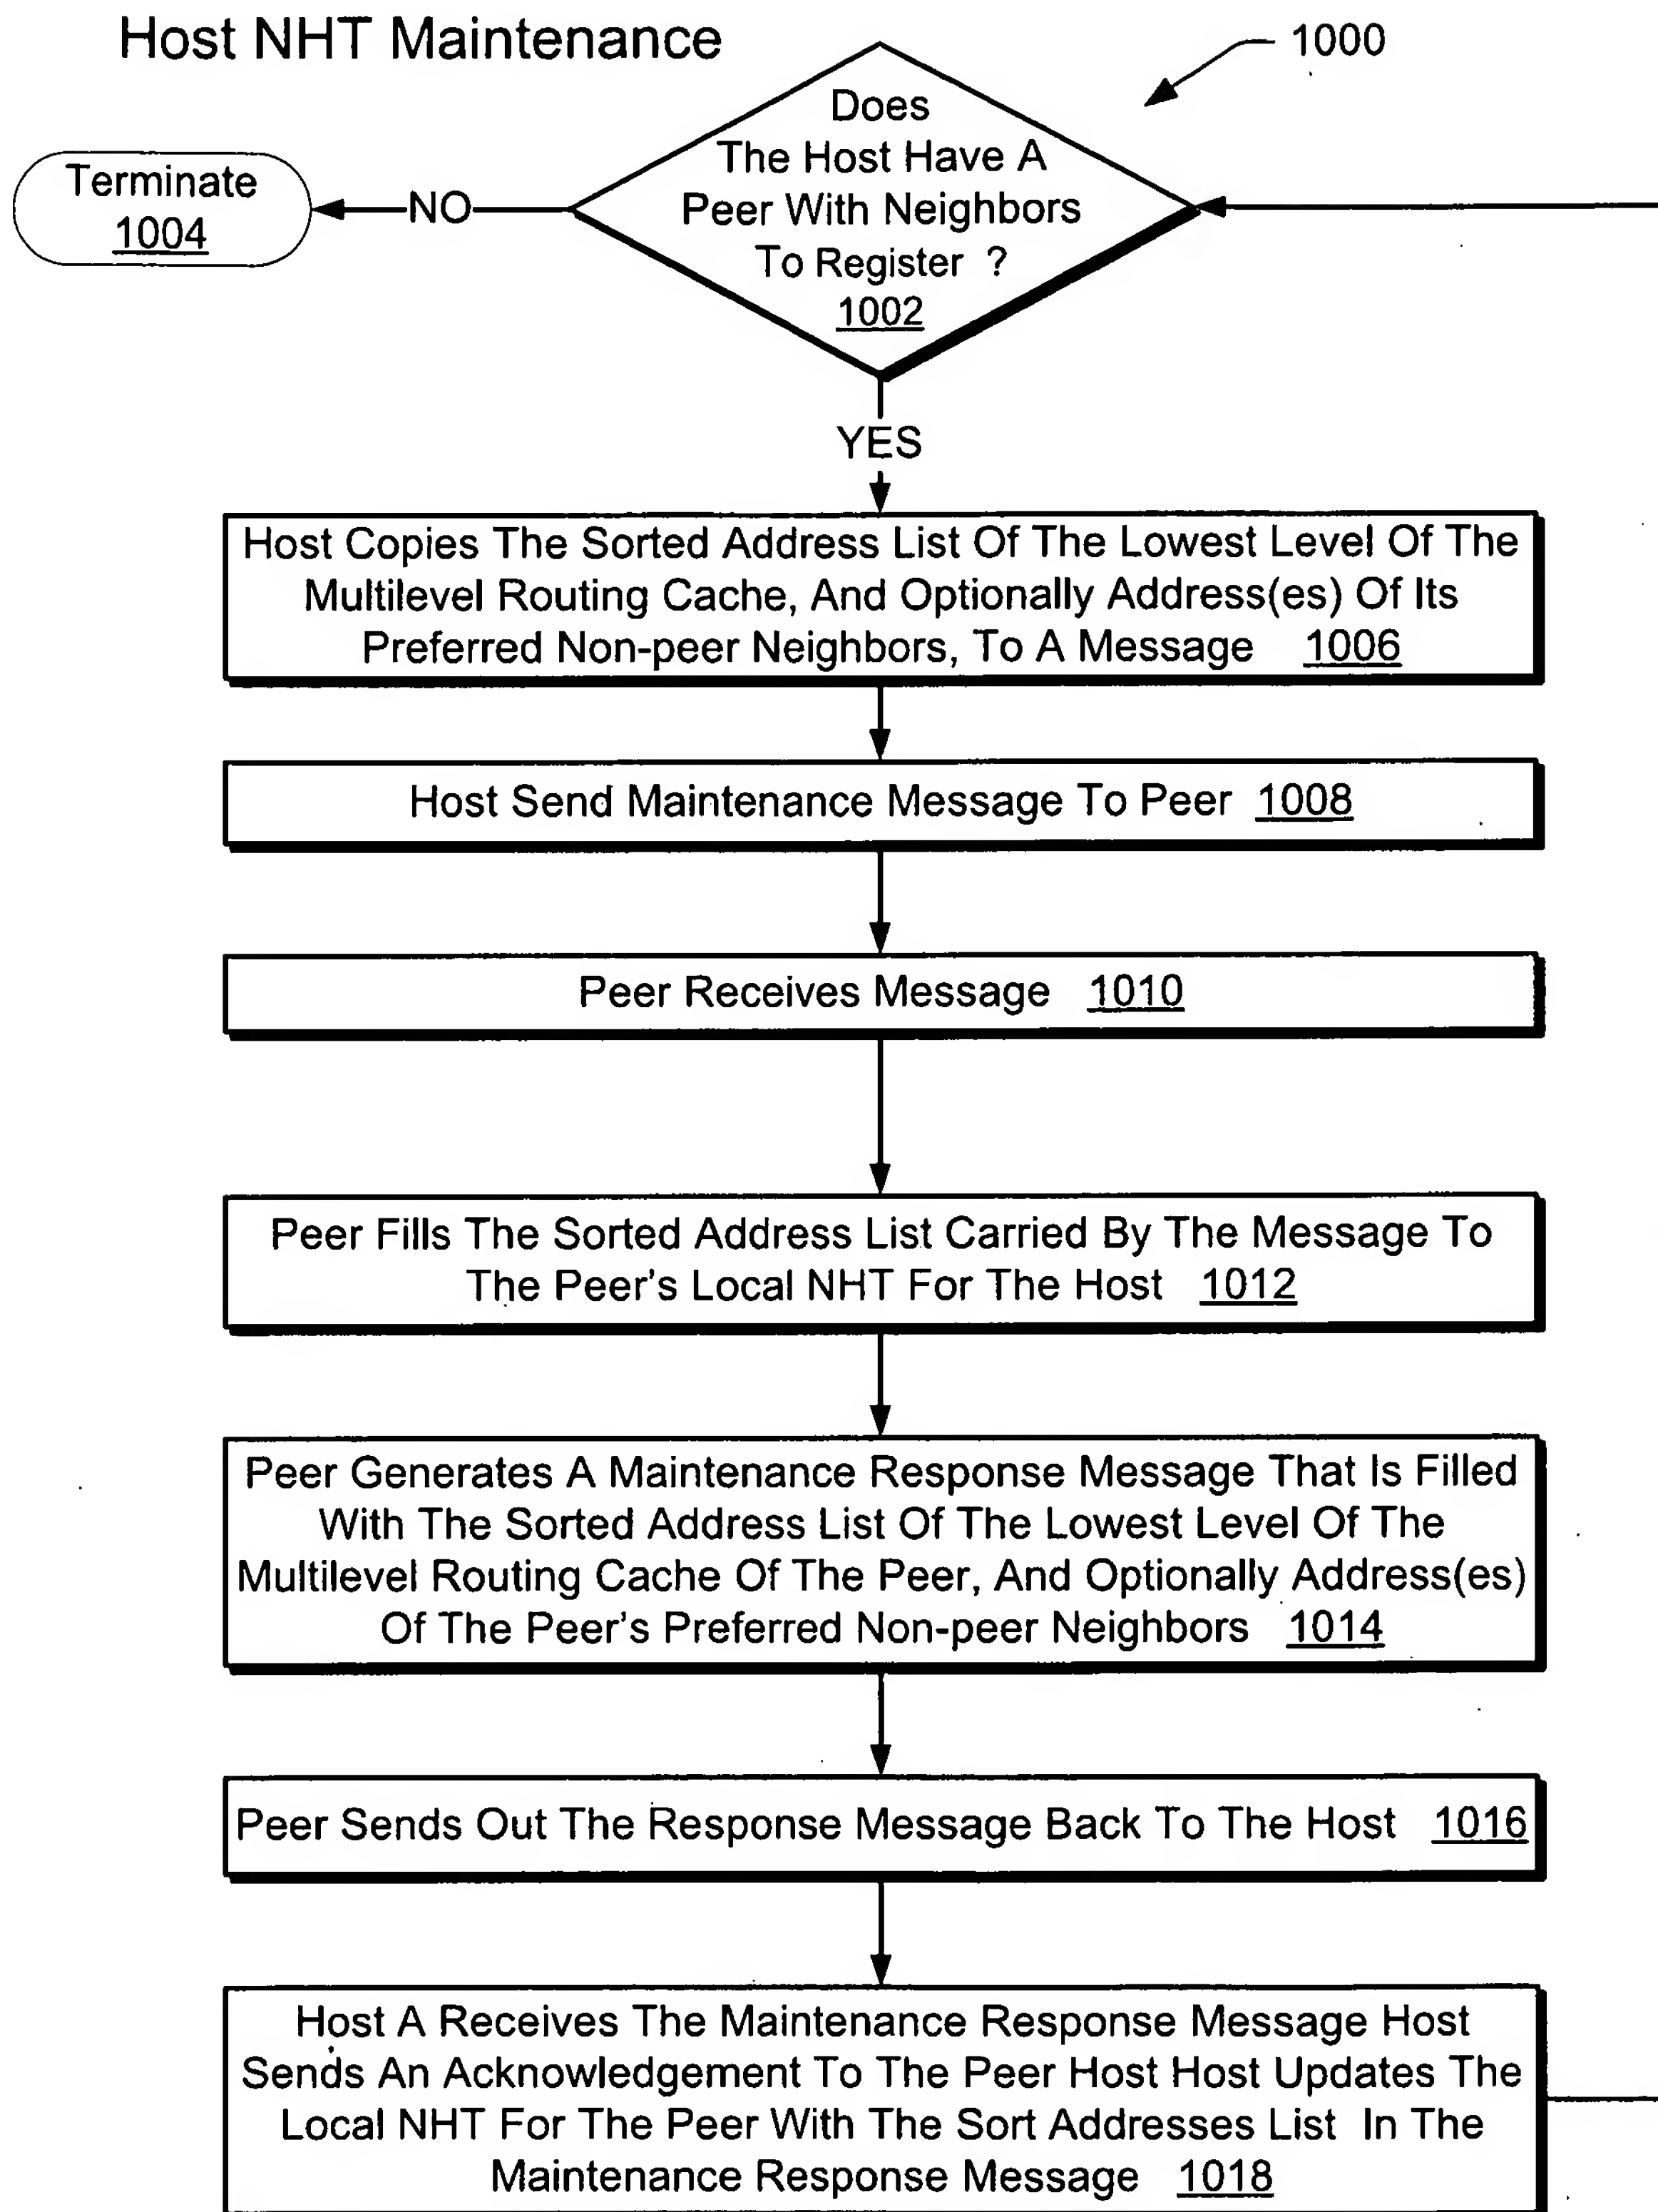 Host NHT Maintenance
1000
Does
The Host Have A
Peer With Neighbors
To Register ?
1002
Terminate
1004
NO
YES
Host Copies The Sorted Address List Of The Lowest Level Of The
Multilevel Routing Cache, And Optionally Address(es) Of Its
Preferred Non-peer Neighbors, To A Message 1006
Host Send Maintenance Message To Peer 1008
Peer Receives Message 1010
Peer Fills The Sorted Address List Carried By The Message To
The Peer's Local NHT For The Host 1012
Peer Generates A Maintenance Response Message That Is Filled
With The Sorted Address List Of The Lowest Level Of The
Multilevel Routing Cache Of The Peer, And Optionally Address(es)
Of The Peer's Preferred Non-peer Neighbors 1014
Peer Sends Out The Response Message Back To The Host 1016
Host A Receives The Maintenance Response Message Host
Sends An Acknowledgement To The Peer Host Host Updates The
Local NHT For The Peer With The Sort Addresses List In The
Maintenance Response Message 1018